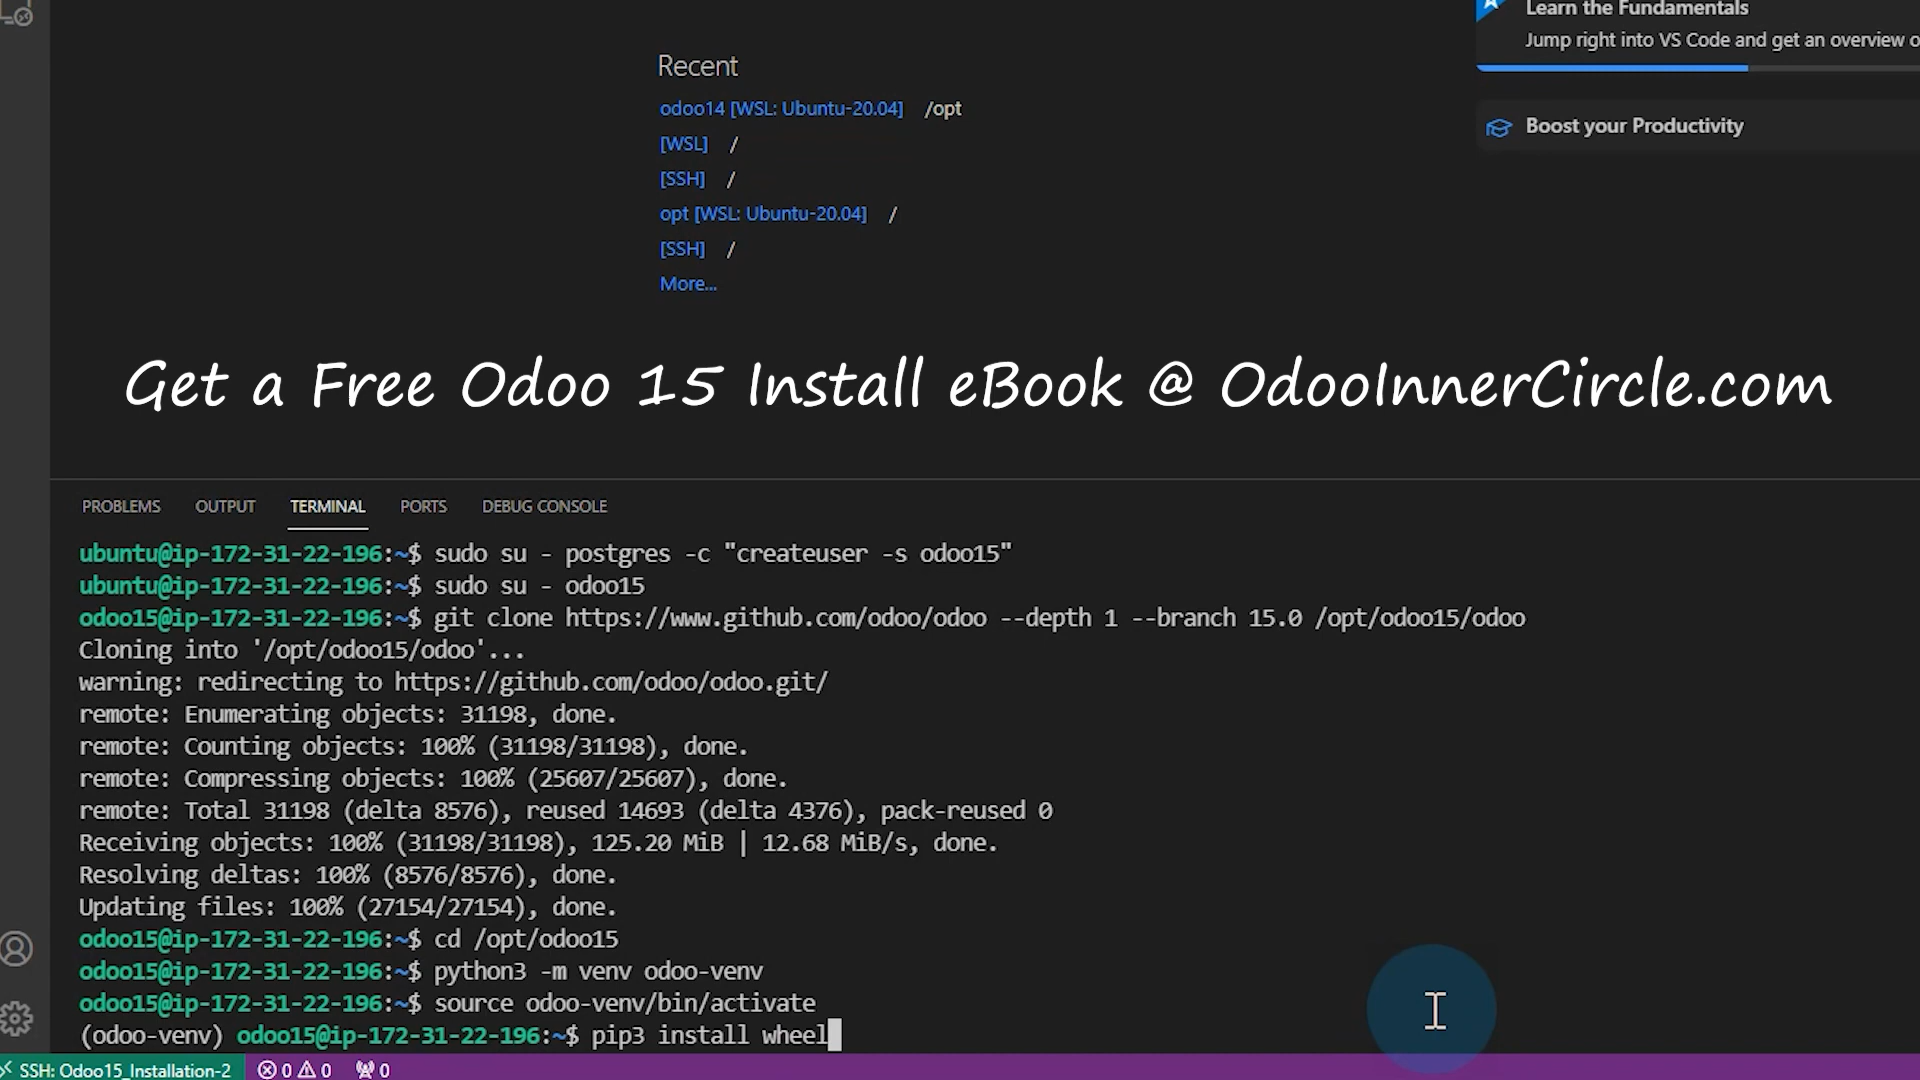 Learn the Fundamentals
Jump right into VS Code and get an overview o
Recent
odoo14 [WSL: Ubuntu-20.04] /opt
[WSL] /
[SSH] /
opt [WSL: Ubuntu-20.04] /
[SSH] /
More...
Boost your Productivity
Get a Free Odoo 15 Install eBook @ OdooInnerCircle.com
PROBLEMS OUTPUT TERMINAL PORTS DEBUG CONSOLE
ubuntu@ip-172-31-22-196:~$ sudo su - postgres -c "createuser -s odoo15"
ubuntu@ip-172-31-22-196:~$ sudo su - odoo15
odoo15@ip-172-31-22-196:~$ git clone https://www.github.com/odoo/odoo --depth 1 --branch 15.0 /opt/odoo15/odoo
Cloning into '/opt/odoo15/odoo'...
warning: redirecting to https://github.com/odoo/odoo.git/
remote: Enumerating objects: 31198, done.
remote: Counting objects: 100% (31198/31198), done.
remote: Compressing objects: 100% (25607/25607), done.
remote: Total 31198 (delta 8576), reused 14693 (delta 4376), pack-reused 0
Receiving objects: 100% (31198/31198), 125.20 MiB | 12.68 MiB/s, done.
Resolving deltas: 100% (8576/8576), done.
Updating files: 100% (27154/27154), done.
odoo15@ip-172-31-22-196:~$ cd /opt/odoo15
odoo15@ip-172-31-22-196:~$ python3 -m venv odoo-venv
odoo15@ip-172-31-22-196:~$ source odoo-venv/bin/activate
(odoo-venv) odoo15@ip-172-31-22-196:~$ pip3 install wheel
SSH: Odoo15_Installation-2 0 0 0